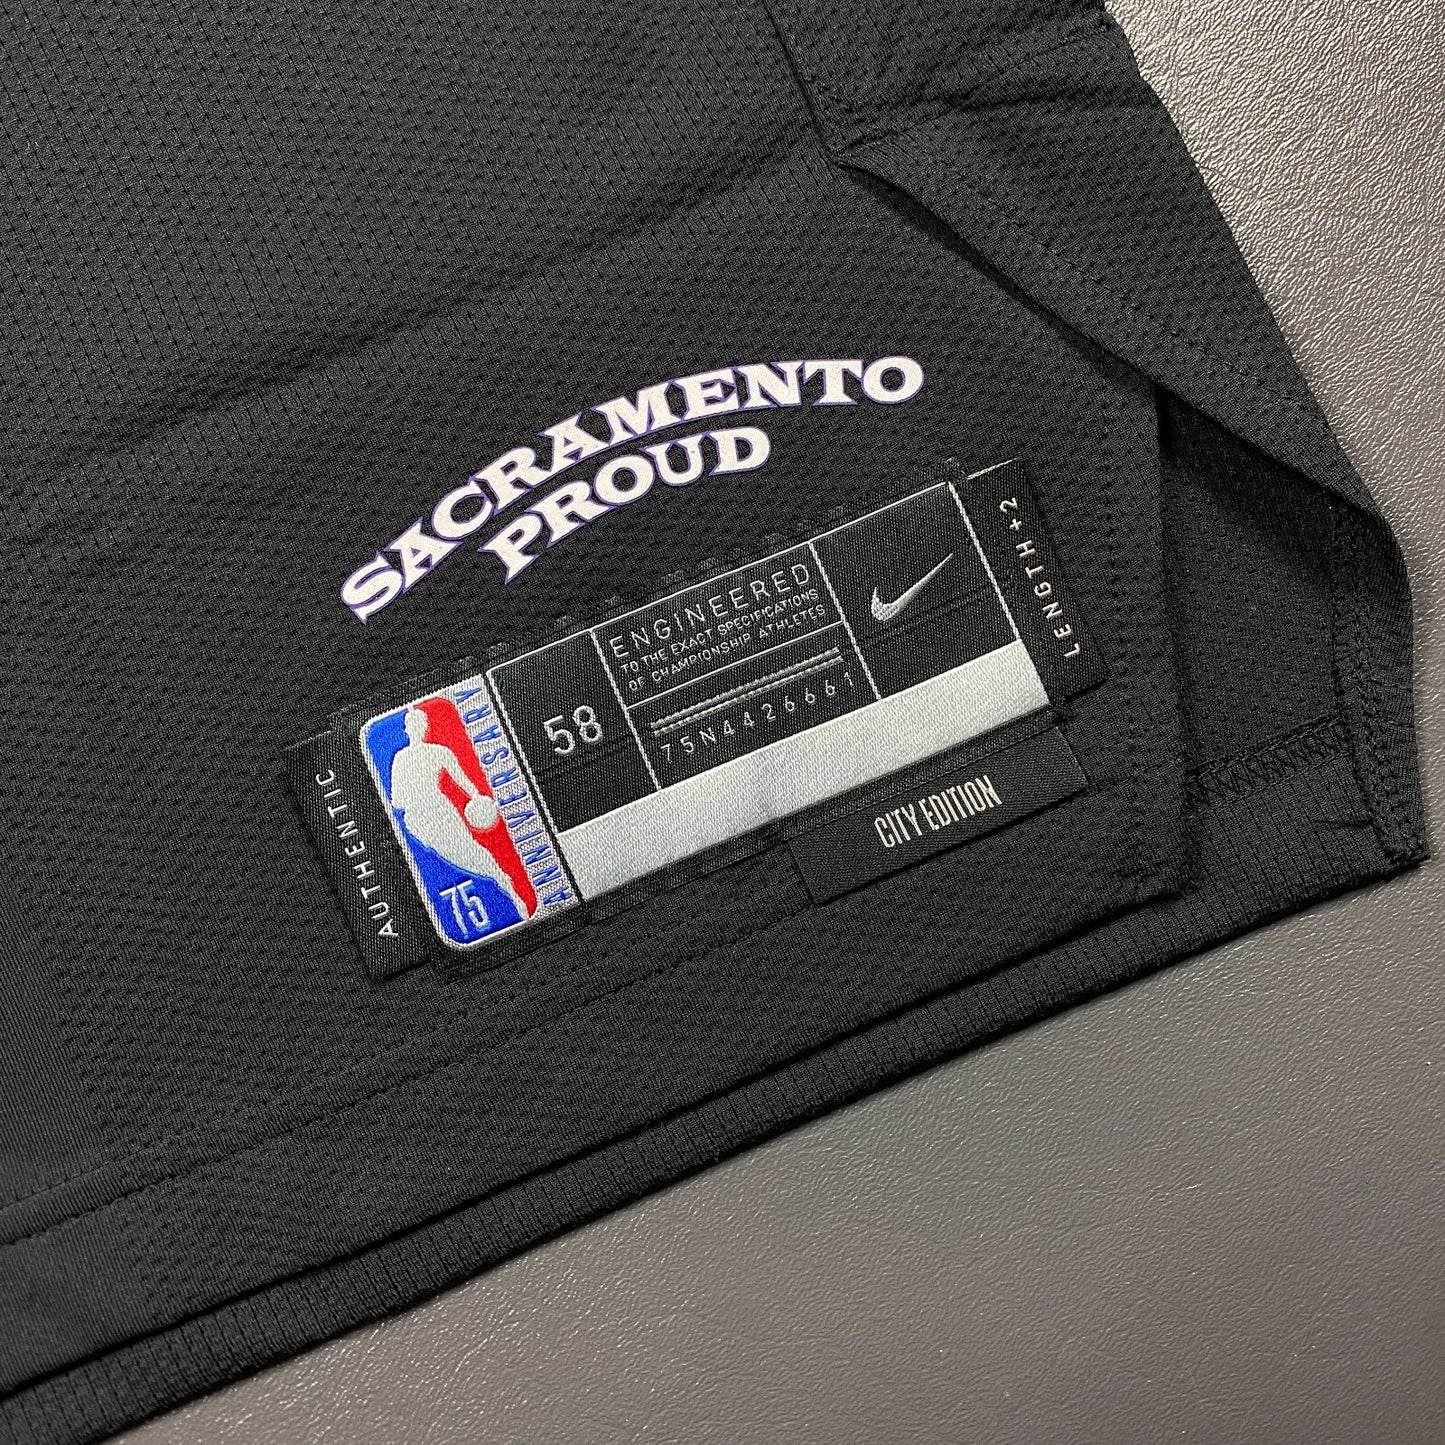 SACRAMENTO
PROUD
AUTHENTIC
75
ANNIVERSARY
58
ENGINEERED
TO THE EXACT SPECIFICATIONS
OF CHAMPIONSHIP ATHLETES
75N4426661
LENGTH +2
CITY EDITION